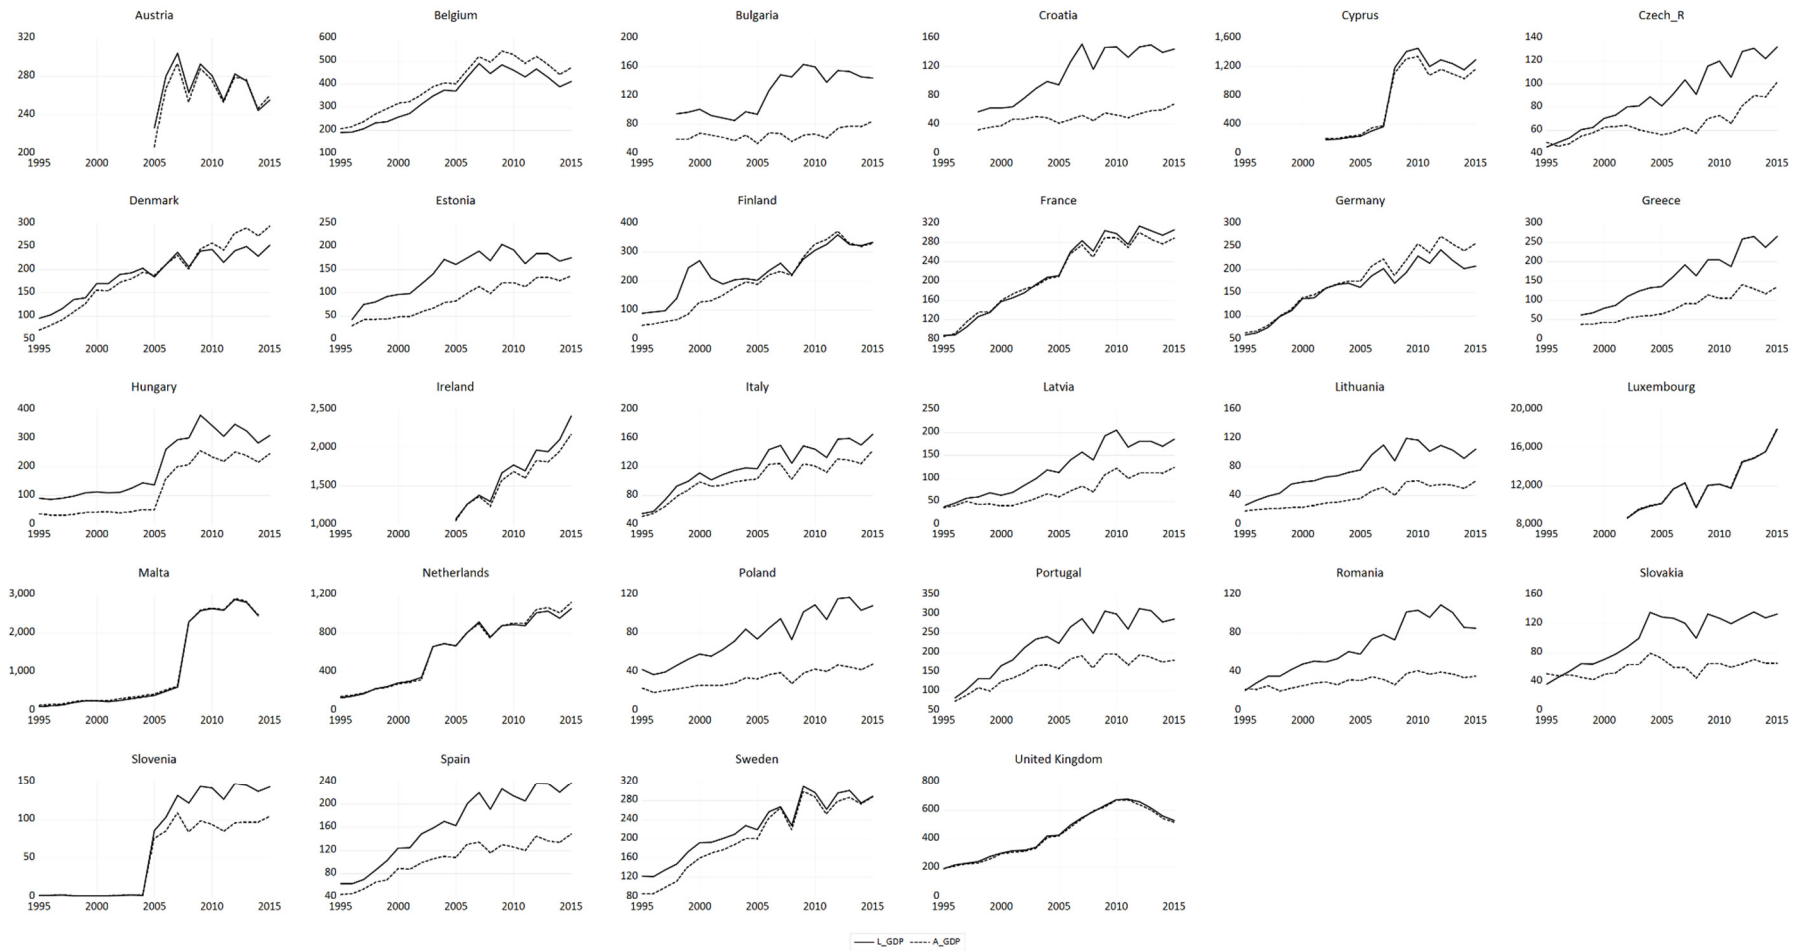 Austria Belgium Bulgaria Croatia Cyprus Czech_R
320 600 200 160 1,600 140
500 120
280 400 160 120 1,200 100
300 120 80 800 80
240 200 80 40 400 60
200 100 40 0 0 40
1995 2000 2005 2010 2015 1995 2000 2005 2010 2015 1995 2000 2005 2010 2015 1995 2000 2005 2010 2015 1995 2000 2005 2010 2015 1995 2000 2005 2010 2015
Denmark Estonia Finland France Germany Greece
300 250 400 320 300 300
250 200 300 280 250 250
240 200
200 150 200 200 150
150 100 200 150 100
100 50 100 160 100 50
120
50 0 0 80 50 0
1995 2000 2005 2010 2015 1995 2000 2005 2010 2015 1995 2000 2005 2010 2015 1995 2000 2005 2010 2015 1995 2000 2005 2010 2015 1995 2000 2005 2010 2015
Hungary Ireland Italy Latvia Lithuania Luxembourg
400 2,500 200 250 160 20,000
300 2,000 160 200 120 16,000
200 120 150 80
100 1,500 80 100 40 12,000
50
0 1,000 40 0 0 8,000
1995 2000 2005 2010 2015 1995 2000 2005 2010 2015 1995 2000 2005 2010 2015 1995 2000 2005 2010 2015 1995 2000 2005 2010 2015 1995 2000 2005 2010 2015
Malta Netherlands Poland Portugal Romania Slovakia
3,000 1,200 120 350 120 160
300
2,000 800 80 250 80 120
200 80
1,000 400 40 150 40 40
100
0 0 0 50 0 0
1995 2000 2005 2010 2015 1995 2000 2005 2010 2015 1995 2000 2005 2010 2015 1995 2000 2005 2010 2015 1995 2000 2005 2010 2015 1995 2000 2005 2010 2015
Slovenia Spain Sweden United Kingdom
150 240 320 800
200 280
100 160 240 600
200 400
50 120 160
80 120 200
0 40 80 0
1995 2000 2005 2010 2015 1995 2000 2005 2010 2015 1995 2000 2005 2010 2015 1995 2000 2005 2010 2015
L_GDP A_GDP